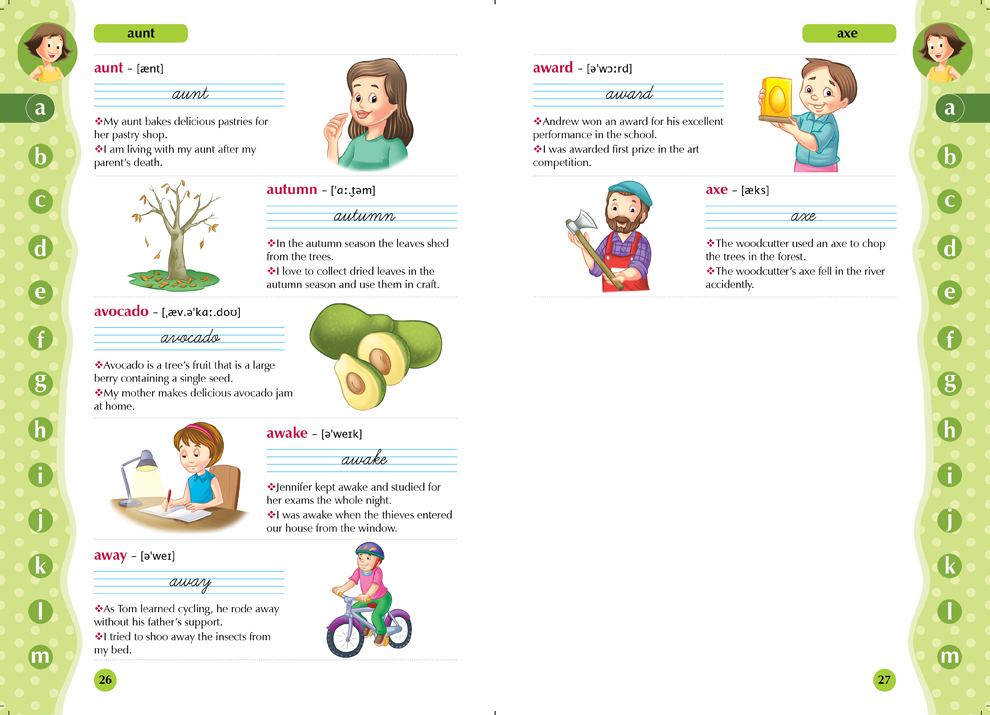 aunt
aunt – [ænt]
aunt
❖My aunt bakes delicious pastries for
her pastry shop.
❖I am living with my aunt after my
parent's death.
autumn – [ˈɑː.t̬əm]
autumn
❖In the autumn season the leaves shed
from the trees.
❖I love to collect dried leaves in the
autumn season and use them in craft.
avocado – [ˌæv.əˈkɑː.doʊ]
avocado
❖Avocado is a tree's fruit that is a large
berry containing a single seed.
❖My mother makes delicious avocado jam
at home.
awake – [əˈweɪk]
awake
❖Jennifer kept awake and studied for
her exams the whole night.
❖I was awake when the thieves entered
our house from the window.
away – [əˈweɪ]
away
❖As Tom learned cycling, he rode away
without his father's support.
❖I tried to shoo away the insects from
my bed.
26
a
b
c
d
e
f
g
h
i
j
k
l
m
axe
award – [əˈwɔːrd]
award
❖Andrew won an award for his excellent
performance in the school.
❖I was awarded first prize in the art
competition.
axe – [æks]
axe
❖The woodcutter used an axe to chop
the trees in the forest.
❖The woodcutter's axe fell in the river
accidently.
27
a
b
c
d
e
f
g
h
i
j
k
l
m